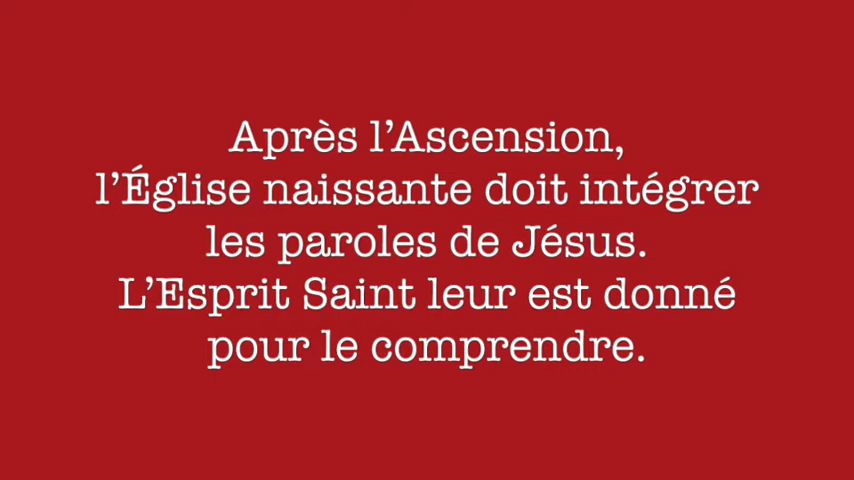 Après l’Ascension,
l’Église naissante doit intégrer
les paroles de Jésus.
L’Esprit Saint leur est donné
pour le comprendre.